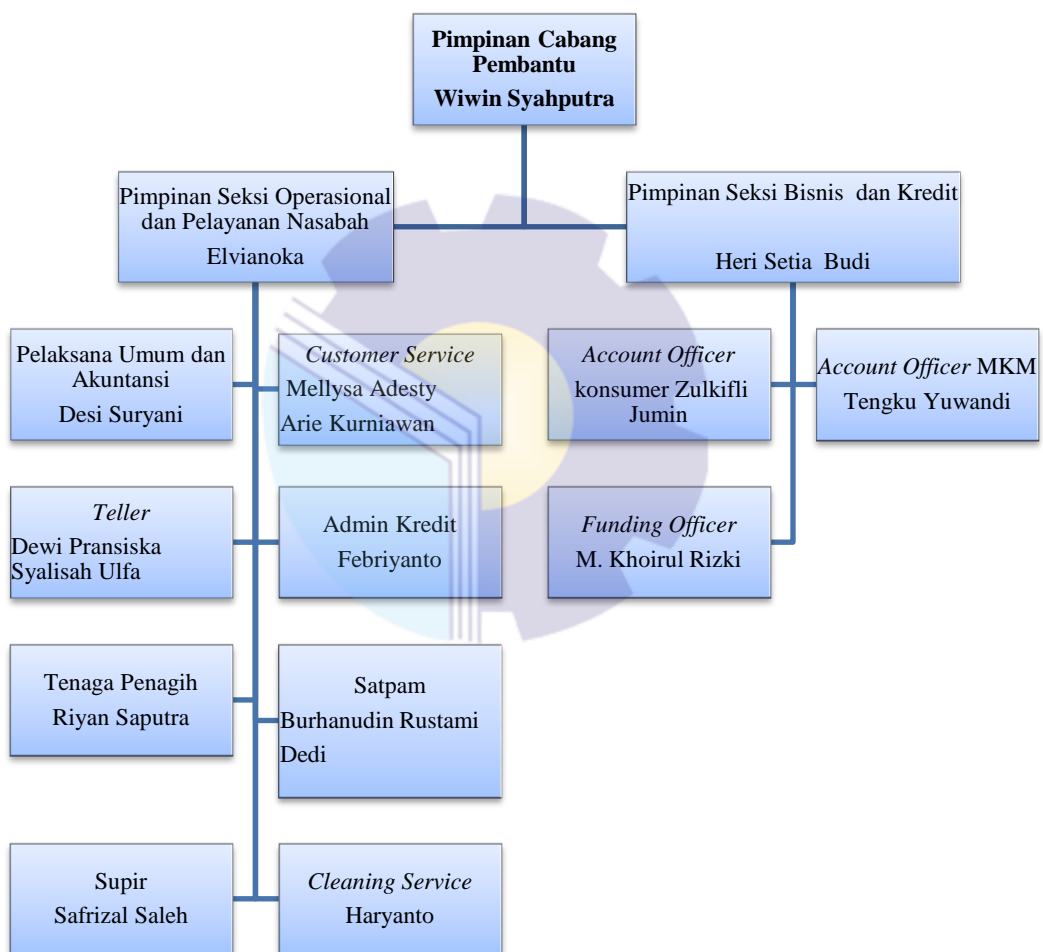 Pimpinan Cabang
Pembantu
Wiwin Syahputra
Pimpinan Seksi Operasional
dan Pelayanan Nasabah
Elvianoka
Pimpinan Seksi Bisnis dan Kredit
Heri Setia Budi
Pelaksana Umum dan
Akuntansi
Desi Suryani
Customer Service
Mellysa Adesty
Arie Kurniawan
Account Officer
konsumer Zulkifli
Jumin
Account Officer MKM
Tengku Yuwandi
Teller
Dewi Pransiska
Syalisah Ulfa
Admin Kredit
Febriyanto
Funding Officer
M. Khoirul Rizki
Tenaga Penagih
Riyan Saputra
Satpam
Burhanudin Rustami
Dedi
Supir
Safrizal Saleh
Cleaning Service
Haryanto